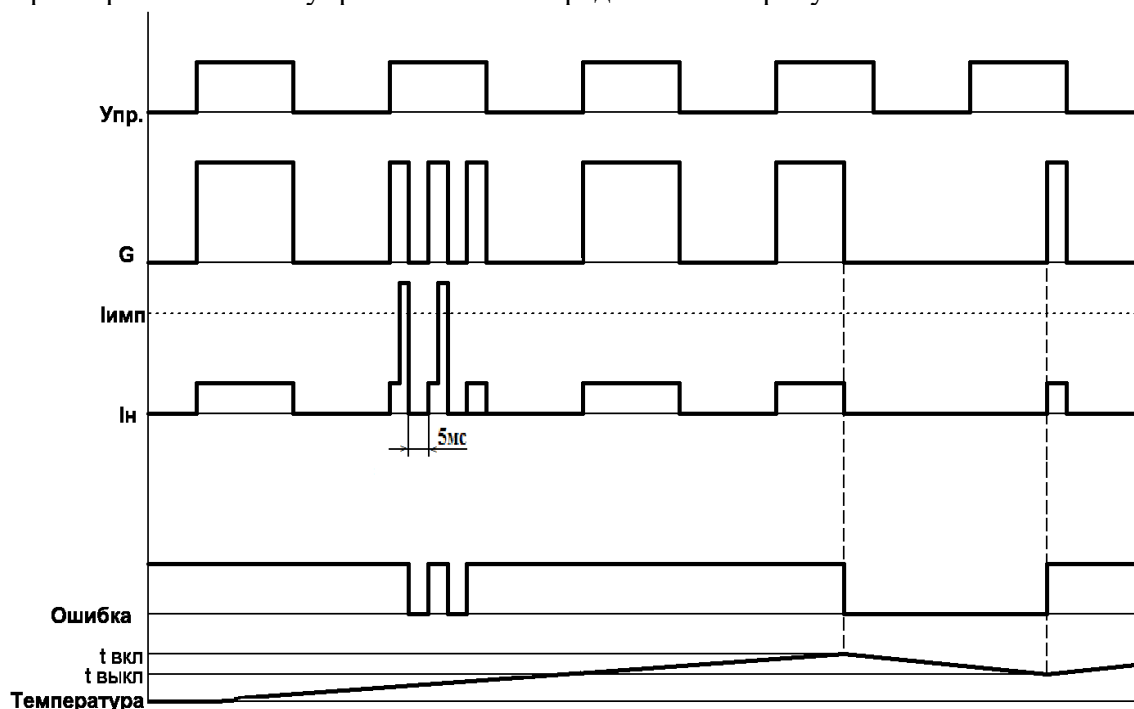 Упр.
G
Iимп
Iн
5мс
Ошибка
t вкл
t выкл
Температура